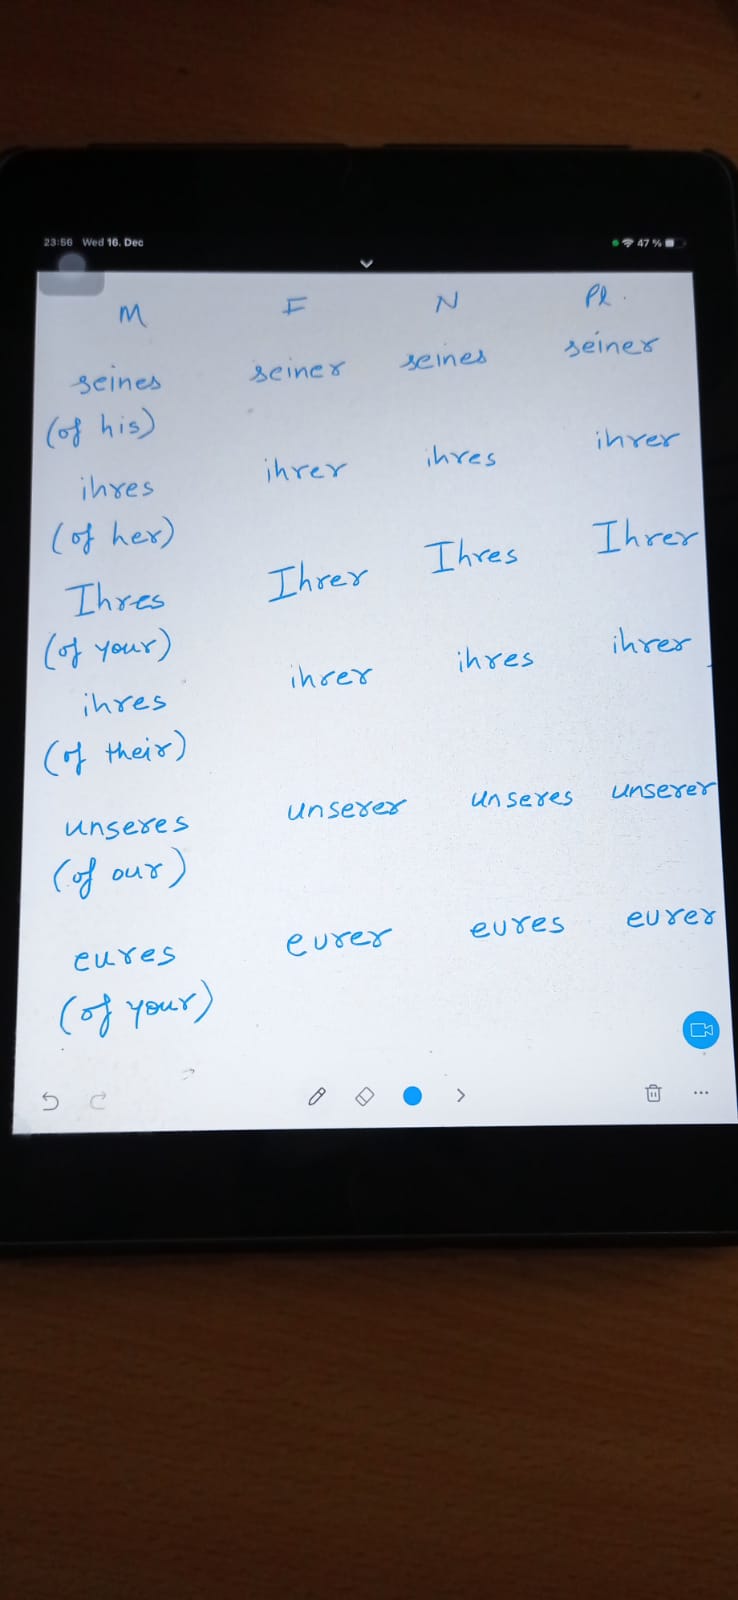 23:56 Wed 16. Dec 47 %
M F N Pl.
seines seiner seines seiner
(of his)
ihres ihrer ihres ihrer
(of her)
Ihres Ihrer Ihres Ihrer
(of your)
ihres ihrer ihres ihrer
(of their)
unseres unserer unseres unserer
(of our)
eures eurer eures eurer
(of your)